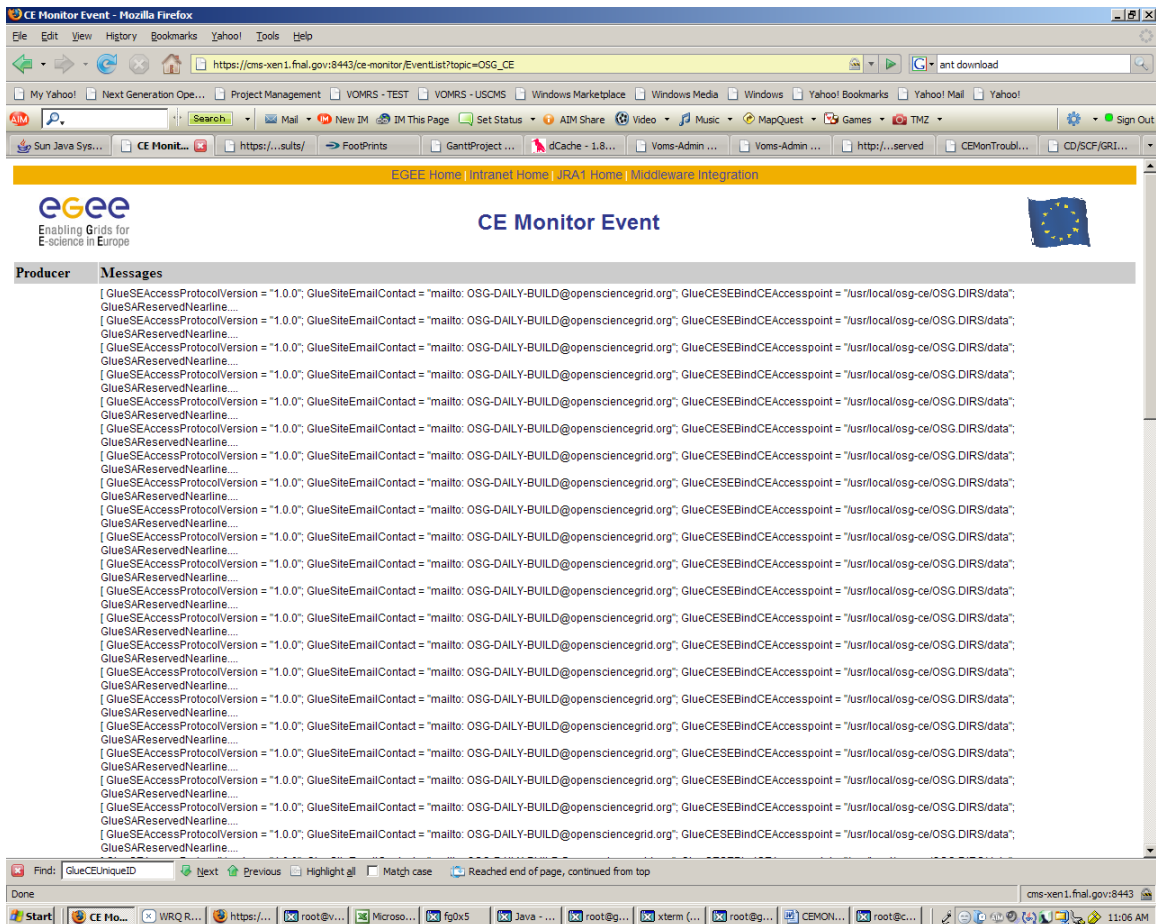 CE Monitor Event - Mozilla Firefox
File Edit View History Bookmarks Yahoo! Tools Help
https://cms-xen1.fnal.gov:8443/ce-monitor/EventList?topic=OSG_CE ant download
My Yahoo! Next Generation Ope... Project Management VOMRS - TEST VOMRS - USCMS Windows Marketplace Windows Media Windows Yahoo! Bookmarks Yahoo! Mail Yahoo!
AIM Search Mail New IM IM This Page Set Status AIM Share Video Music MapQuest Games TMZ Sign Out
Sun Java Sys... CE Monit... https:/...sults/ FootPrints GanttProject ... dCache - 1.8... Voms-Admin ... Voms-Admin ... http:/...served CEMonTroubl... CD/SCF/GRI...
EGEE Home | Intranet Home | JRA1 Home | Middleware Integration
egee
Enabling Grids for
E-science in Europe
CE Monitor Event
Producer Messages
[ GlueSEAccessProtocolVersion = "1.0.0"; GlueSiteEmailContact = "mailto: OSG-DAILY-BUILD@opensciencegrid.org"; GlueCESEBindCEAccesspoint = "/usr/local/osg-ce/OSG.DIRS/data";
GlueSAReservedNearline....
[ GlueSEAccessProtocolVersion = "1.0.0"; GlueSiteEmailContact = "mailto: OSG-DAILY-BUILD@opensciencegrid.org"; GlueCESEBindCEAccesspoint = "/usr/local/osg-ce/OSG.DIRS/data";
GlueSAReservedNearline....
[ GlueSEAccessProtocolVersion = "1.0.0"; GlueSiteEmailContact = "mailto: OSG-DAILY-BUILD@opensciencegrid.org"; GlueCESEBindCEAccesspoint = "/usr/local/osg-ce/OSG.DIRS/data";
GlueSAReservedNearline....
[ GlueSEAccessProtocolVersion = "1.0.0"; GlueSiteEmailContact = "mailto: OSG-DAILY-BUILD@opensciencegrid.org"; GlueCESEBindCEAccesspoint = "/usr/local/osg-ce/OSG.DIRS/data";
GlueSAReservedNearline....
[ GlueSEAccessProtocolVersion = "1.0.0"; GlueSiteEmailContact = "mailto: OSG-DAILY-BUILD@opensciencegrid.org"; GlueCESEBindCEAccesspoint = "/usr/local/osg-ce/OSG.DIRS/data";
GlueSAReservedNearline....
[ GlueSEAccessProtocolVersion = "1.0.0"; GlueSiteEmailContact = "mailto: OSG-DAILY-BUILD@opensciencegrid.org"; GlueCESEBindCEAccesspoint = "/usr/local/osg-ce/OSG.DIRS/data";
GlueSAReservedNearline....
[ GlueSEAccessProtocolVersion = "1.0.0"; GlueSiteEmailContact = "mailto: OSG-DAILY-BUILD@opensciencegrid.org"; GlueCESEBindCEAccesspoint = "/usr/local/osg-ce/OSG.DIRS/data";
GlueSAReservedNearline....
[ GlueSEAccessProtocolVersion = "1.0.0"; GlueSiteEmailContact = "mailto: OSG-DAILY-BUILD@opensciencegrid.org"; GlueCESEBindCEAccesspoint = "/usr/local/osg-ce/OSG.DIRS/data";
GlueSAReservedNearline....
[ GlueSEAccessProtocolVersion = "1.0.0"; GlueSiteEmailContact = "mailto: OSG-DAILY-BUILD@opensciencegrid.org"; GlueCESEBindCEAccesspoint = "/usr/local/osg-ce/OSG.DIRS/data";
GlueSAReservedNearline....
[ GlueSEAccessProtocolVersion = "1.0.0"; GlueSiteEmailContact = "mailto: OSG-DAILY-BUILD@opensciencegrid.org"; GlueCESEBindCEAccesspoint = "/usr/local/osg-ce/OSG.DIRS/data";
GlueSAReservedNearline....
[ GlueSEAccessProtocolVersion = "1.0.0"; GlueSiteEmailContact = "mailto: OSG-DAILY-BUILD@opensciencegrid.org"; GlueCESEBindCEAccesspoint = "/usr/local/osg-ce/OSG.DIRS/data";
GlueSAReservedNearline....
[ GlueSEAccessProtocolVersion = "1.0.0"; GlueSiteEmailContact = "mailto: OSG-DAILY-BUILD@opensciencegrid.org"; GlueCESEBindCEAccesspoint = "/usr/local/osg-ce/OSG.DIRS/data";
GlueSAReservedNearline....
[ GlueSEAccessProtocolVersion = "1.0.0"; GlueSiteEmailContact = "mailto: OSG-DAILY-BUILD@opensciencegrid.org"; GlueCESEBindCEAccesspoint = "/usr/local/osg-ce/OSG.DIRS/data";
GlueSAReservedNearline....
[ GlueSEAccessProtocolVersion = "1.0.0"; GlueSiteEmailContact = "mailto: OSG-DAILY-BUILD@opensciencegrid.org"; GlueCESEBindCEAccesspoint = "/usr/local/osg-ce/OSG.DIRS/data";
GlueSAReservedNearline....
[ GlueSEAccessProtocolVersion = "1.0.0"; GlueSiteEmailContact = "mailto: OSG-DAILY-BUILD@opensciencegrid.org"; GlueCESEBindCEAccesspoint = "/usr/local/osg-ce/OSG.DIRS/data";
GlueSAReservedNearline....
[ GlueSEAccessProtocolVersion = "1.0.0"; GlueSiteEmailContact = "mailto: OSG-DAILY-BUILD@opensciencegrid.org"; GlueCESEBindCEAccesspoint = "/usr/local/osg-ce/OSG.DIRS/data";
GlueSAReservedNearline....
[ GlueSEAccessProtocolVersion = "1.0.0"; GlueSiteEmailContact = "mailto: OSG-DAILY-BUILD@opensciencegrid.org"; GlueCESEBindCEAccesspoint = "/usr/local/osg-ce/OSG.DIRS/data";
GlueSAReservedNearline....
[ GlueSEAccessProtocolVersion = "1.0.0"; GlueSiteEmailContact = "mailto: OSG-DAILY-BUILD@opensciencegrid.org"; GlueCESEBindCEAccesspoint = "/usr/local/osg-ce/OSG.DIRS/data";
GlueSAReservedNearline....
[ GlueSEAccessProtocolVersion = "1.0.0"; GlueSiteEmailContact = "mailto: OSG-DAILY-BUILD@opensciencegrid.org"; GlueCESEBindCEAccesspoint = "/usr/local/osg-ce/OSG.DIRS/data";
GlueSAReservedNearline....
[ GlueSEAccessProtocolVersion = "1.0.0"; GlueSiteEmailContact = "mailto: OSG-DAILY-BUILD@opensciencegrid.org"; GlueCESEBindCEAccesspoint = "/usr/local/osg-ce/OSG.DIRS/data";
GlueSAReservedNearline....
[ GlueSEAccessProtocolVersion = "1.0.0"; GlueSiteEmailContact = "mailto: OSG-DAILY-BUILD@opensciencegrid.org"; GlueCESEBindCEAccesspoint = "/usr/local/osg-ce/OSG.DIRS/data";
GlueSAReservedNearline....
Find: GlueCEUniqueID Next Previous Highlight all Match case Reached end of page, continued from top
Done cms-xen1.fnal.gov:8443
Start CE Mo... WRQ R... https:/... root@v... Microso... fg0x5 Java - ... root@g... xterm (... root@g... CEMON... root@c... 11:06 AM